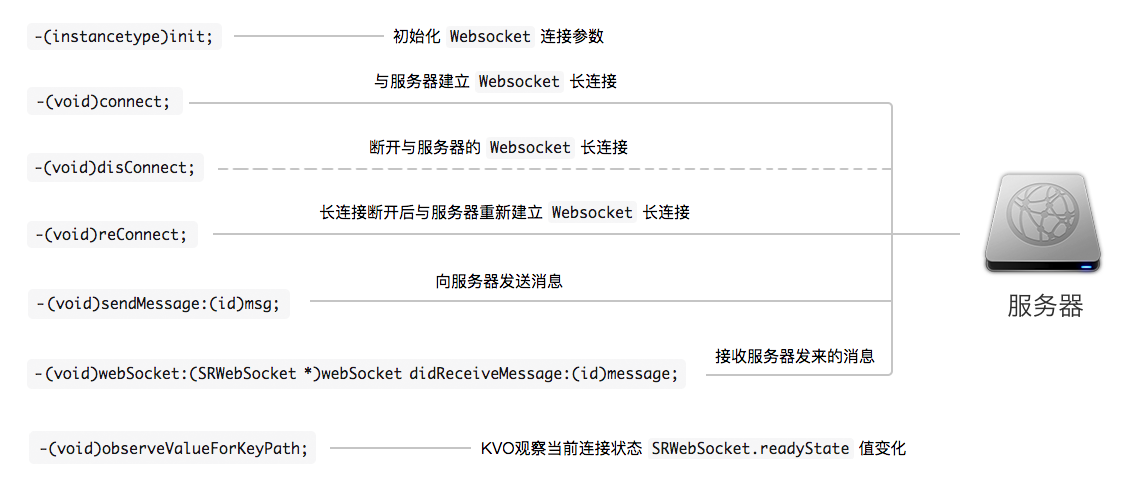 -(instancetype)init; 初始化 Websocket 连接参数
与服务器建立 Websocket 长连接
-(void)connect;
断开与服务器的 Websocket 长连接
-(void)disConnect;
长连接断开后与服务器重新建立 Websocket 长连接
-(void)reConnect;
向服务器发送消息
-(void)sendMessage:(id)msg;
服务器
接收服务器发来的消息
-(void)webSocket:(SRWebSocket *)webSocket didReceiveMessage:(id)message;
-(void)observeValueForKeyPath; KVO观察当前连接状态 SRWebSocket.readyState 值变化